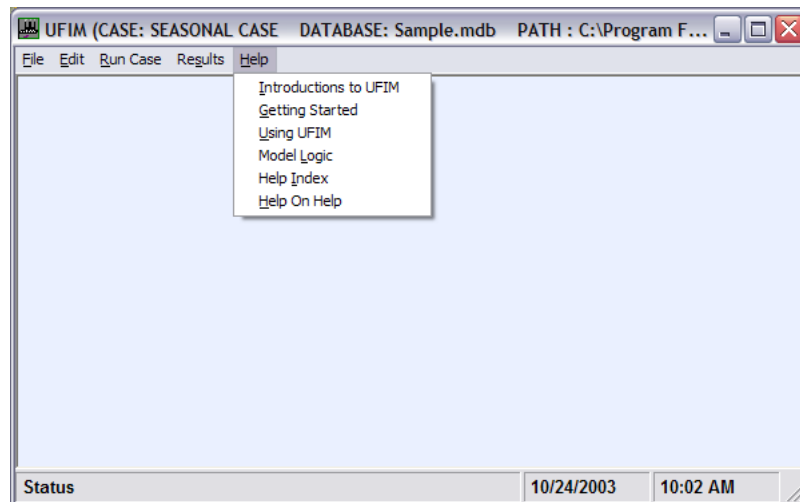 UFIM (CASE: SEASONAL CASE DATABASE: Sample.mdb PATH : C:\Program F...
File Edit Run Case Results Help
Introductions to UFIM
Getting Started
Using UFIM
Model Logic
Help Index
Help On Help
Status 10/24/2003 10:02 AM